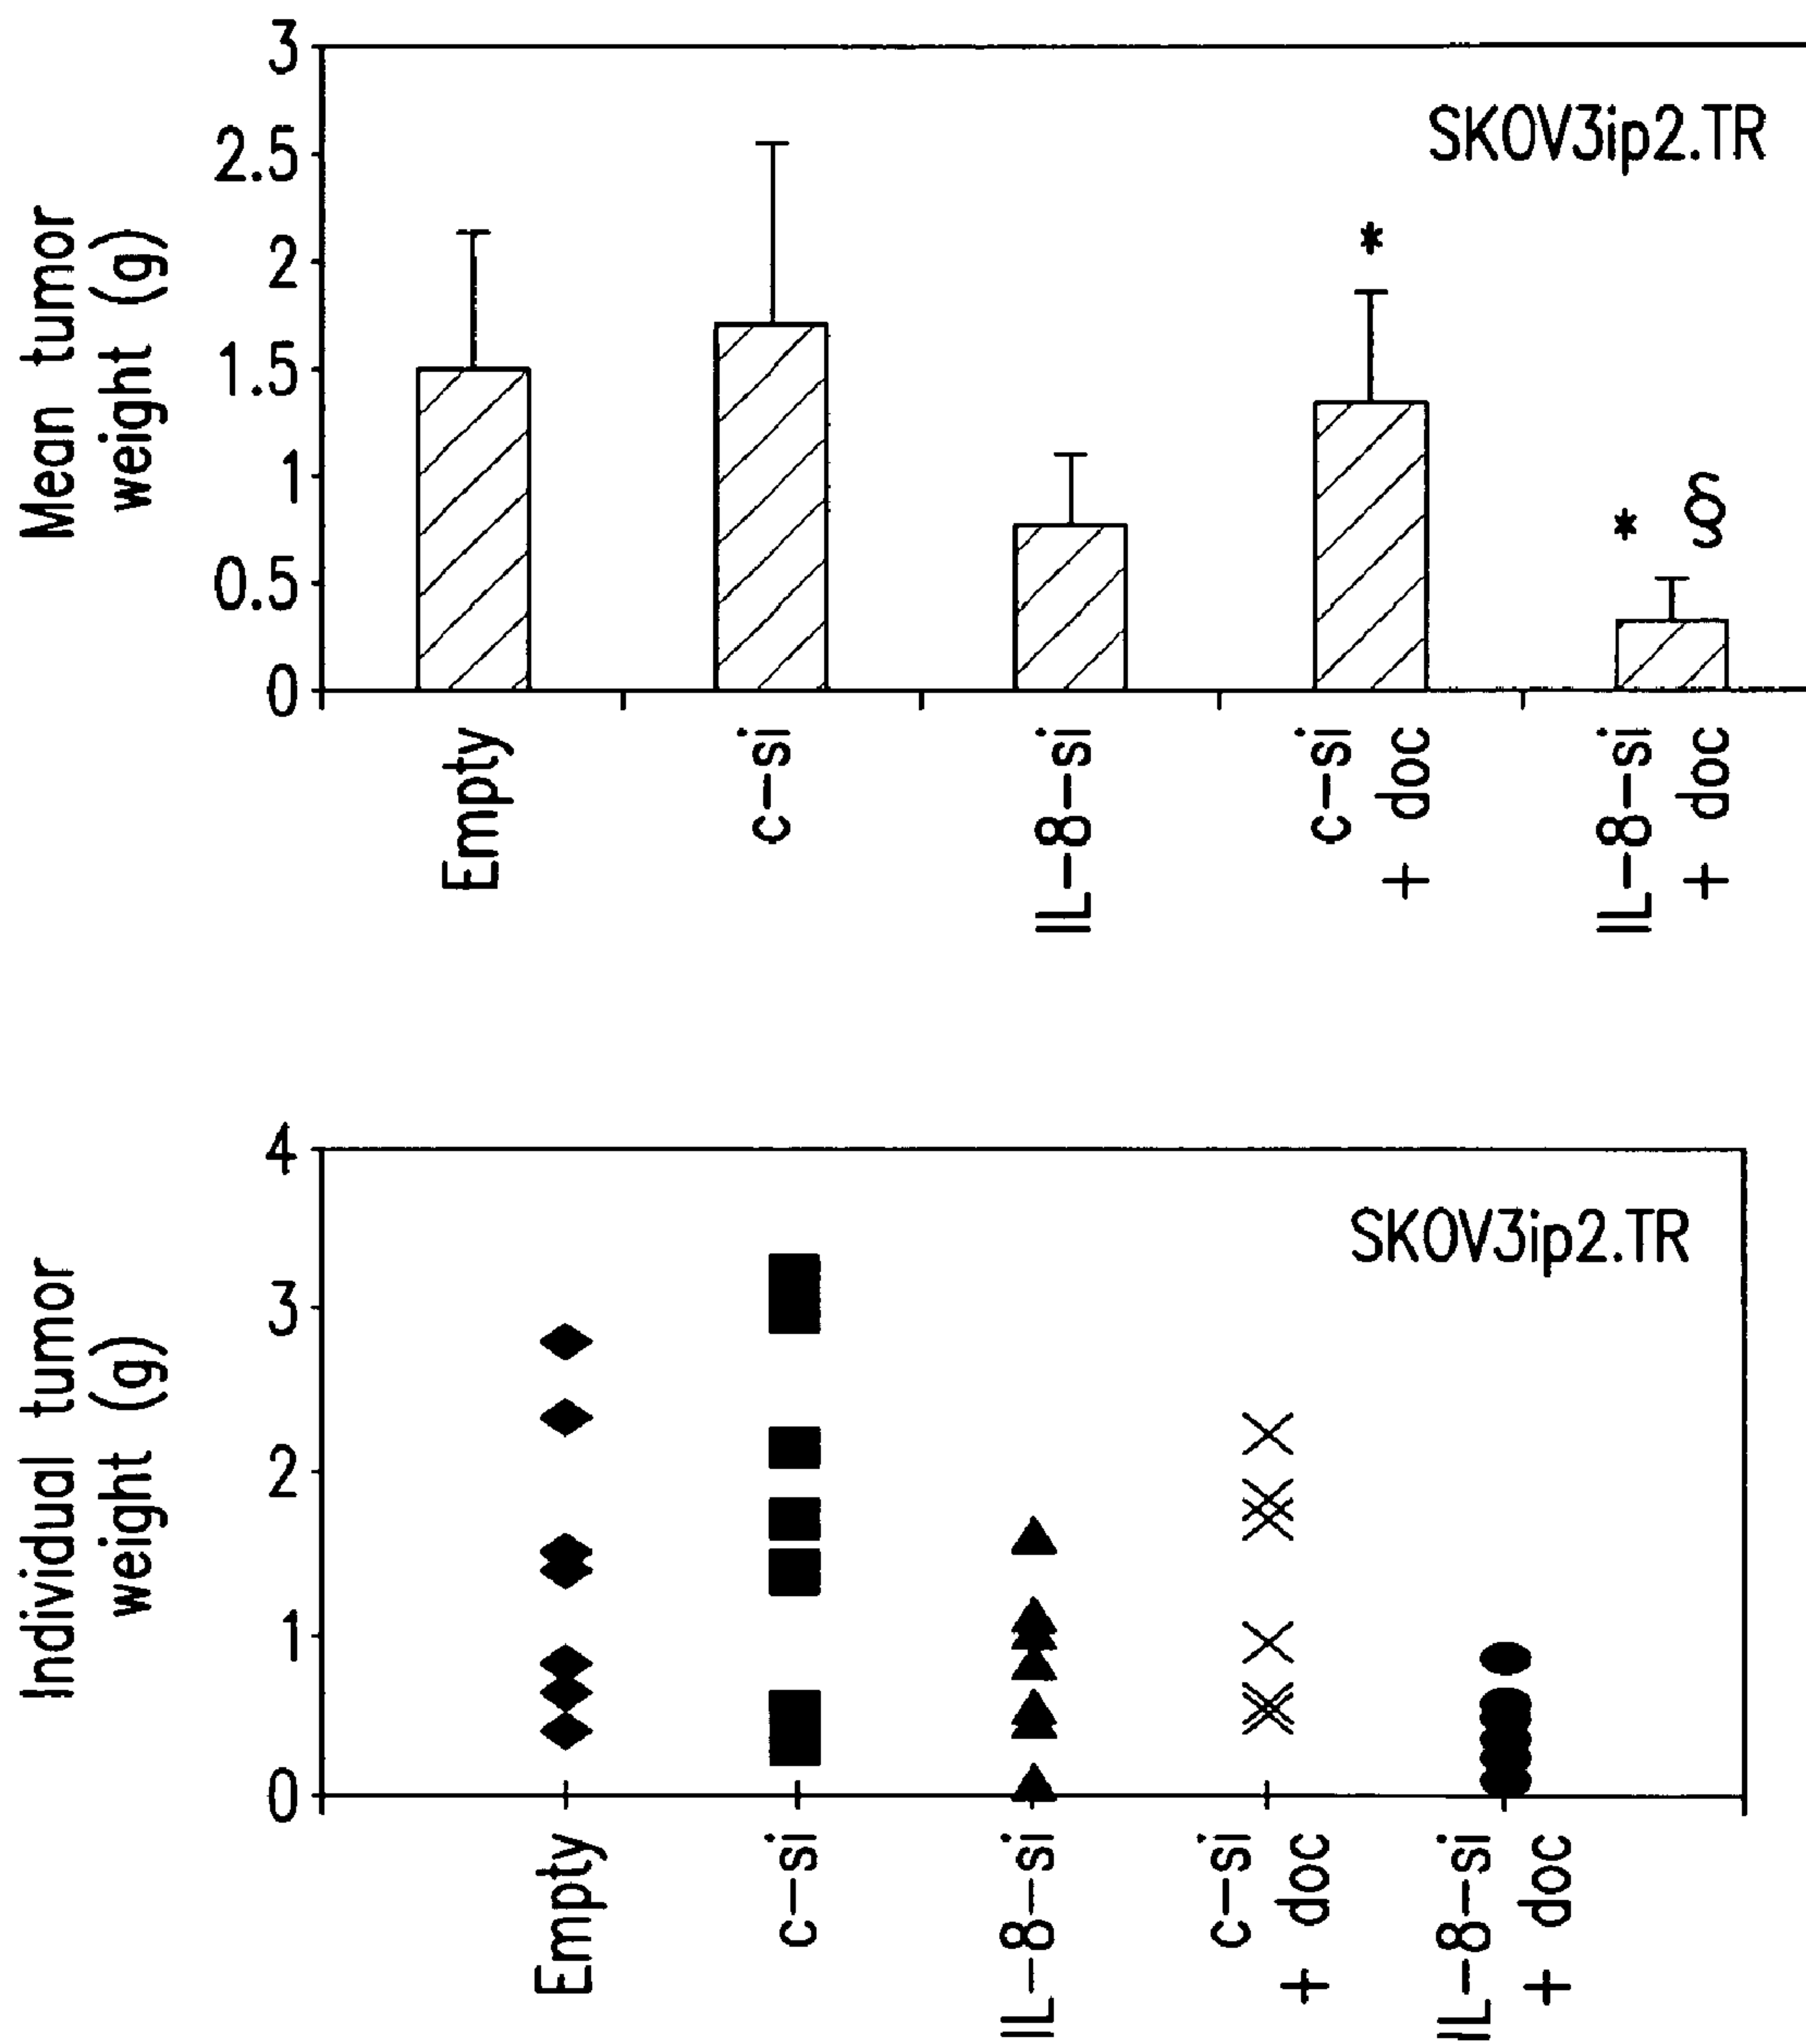 Mean tumor
weight (g)
3
2.5
2
1.5
1
0.5
0
SKOV3ip2.TR
*
* §
Empty
c-si
IL-8-si
c-si
+ doc
IL-8-si
+ doc
Individual tumor
weight (g)
4
3
2
1
0
SKOV3ip2.TR
Empty
c-si
IL-8-si
c-si
+ doc
IL-8-si
+ doc